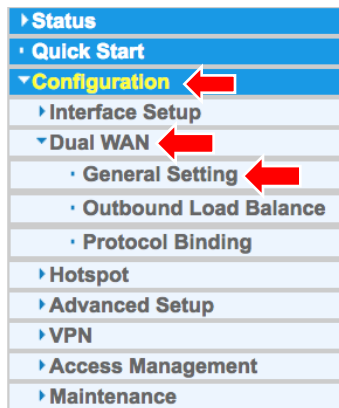 Status
Quick Start
Configuration
Interface Setup
Dual WAN
General Setting
Outbound Load Balance
Protocol Binding
Hotspot
Advanced Setup
VPN
Access Management
Maintenance